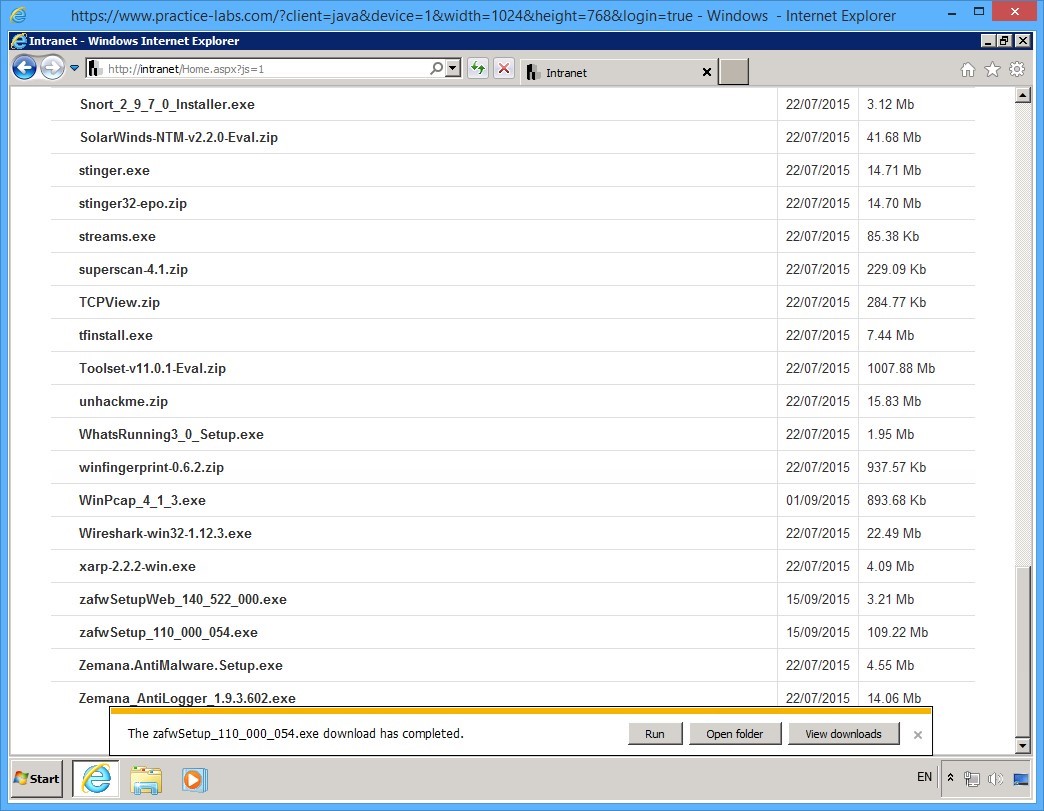 https://www.practice-labs.com/?client=java&device=1&width=1024&height=768&login=true - Windows - Internet Explorer
Intranet - Windows Internet Explorer
http://intranet/Home.aspx?js=1
Intranet
Snort_2_9_7_0_Installer.exe 22/07/2015 3.12 Mb
SolarWinds-NTM-v2.2.0-Eval.zip 22/07/2015 41.68 Mb
stinger.exe 22/07/2015 14.71 Mb
stinger32-epo.zip 22/07/2015 14.70 Mb
streams.exe 22/07/2015 85.38 Kb
superscan-4.1.zip 22/07/2015 229.09 Kb
TCPView.zip 22/07/2015 284.77 Kb
tfinstall.exe 22/07/2015 7.44 Mb
Toolset-v11.0.1-Eval.zip 22/07/2015 1007.88 Mb
unhackme.zip 22/07/2015 15.83 Mb
WhatsRunning3_0_Setup.exe 22/07/2015 1.95 Mb
winfingerprint-0.6.2.zip 22/07/2015 937.57 Kb
WinPcap_4_1_3.exe 01/09/2015 893.68 Kb
Wireshark-win32-1.12.3.exe 22/07/2015 22.49 Mb
xarp-2.2.2-win.exe 22/07/2015 4.09 Mb
zafwSetupWeb_140_522_000.exe 15/09/2015 3.21 Mb
zafwSetup_110_000_054.exe 15/09/2015 109.22 Mb
Zemana.AntiMalware.Setup.exe 22/07/2015 4.55 Mb
Zemana_AntiLogger_1.9.3.602.exe 22/07/2015 14.06 Mb
The zafwSetup_110_000_054.exe download has completed. Run Open folder View downloads
Start EN